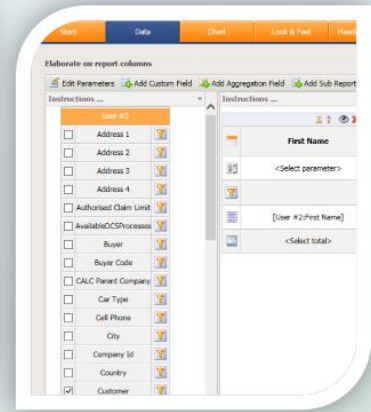 Start Data Chart Look & Feel Head
Elaborate on report columns
Edit Parameters Add Custom Field Add Aggregation Field Add Sub Report
Instructions ... Instructions ...
User #2
Address 1
Address 2
Address 3
Address 4
Authorised Claim Limit
AvailableOCSProcesses
Buyer
Buyer Code
CALC Parent Company
Car Type
Cell Phone
City
Company Id
Country
Customer
First Name
<Select parameter>
[User #2:First Name]
<Select total>